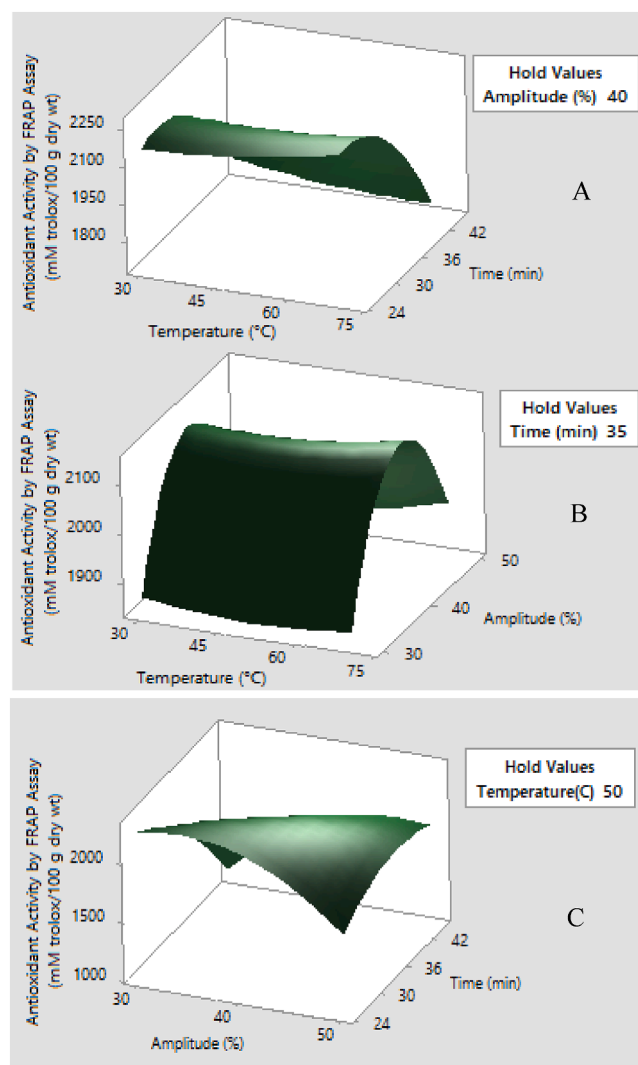 Antioxidant Activity by FRAP Assay
(mM trolox/100 g dry wt)
2250
2100
1950
1800
30
45
60
75
Temperature (°C)
24
30
36
42
Time (min)
Hold Values
Amplitude (%) 40
A
Antioxidant Activity by FRAP Assay
(mM trolox/100 g dry wt)
2100
2000
1900
30
45
60
75
Temperature (°C)
30
40
50
Amplitude (%)
Hold Values
Time (min) 35
B
Antioxidant Activity by FRAP Assay
(mM trolox/100 g dry wt)
2000
1500
1000
30
40
50
Amplitude (%)
24
30
36
42
Time (min)
Hold Values
Temperature(C) 50
C